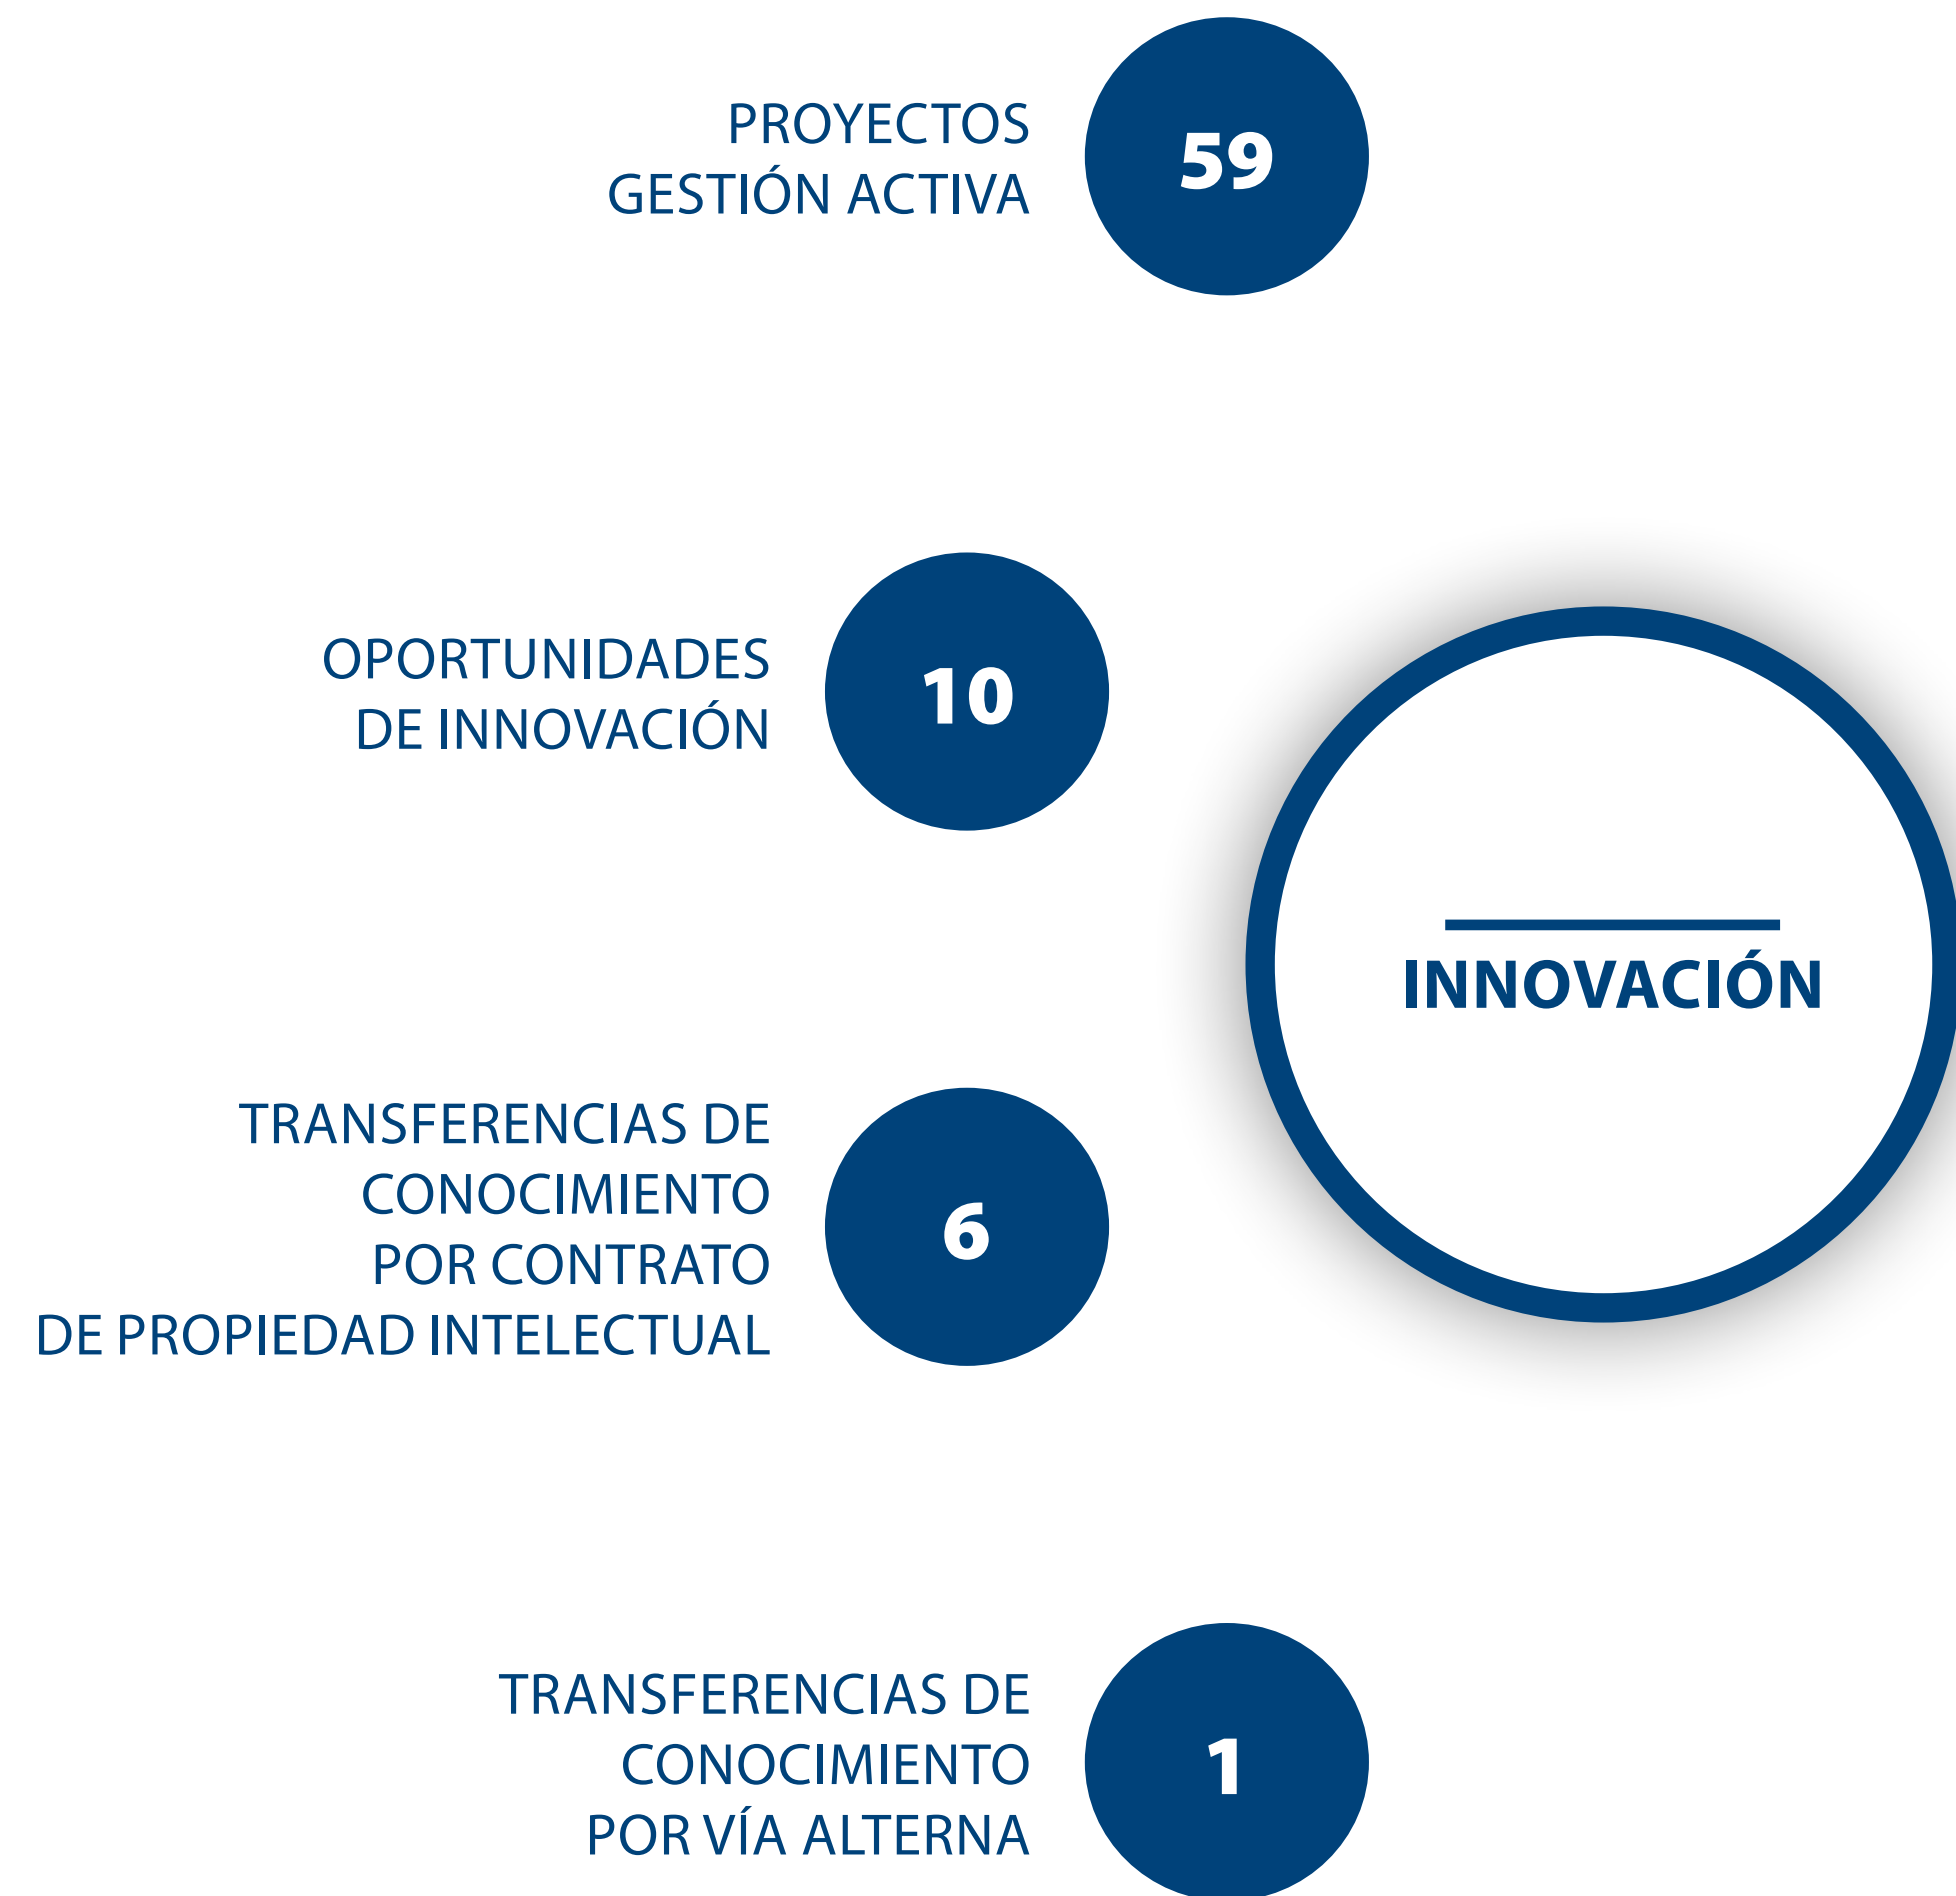 PROYECTOS
GESTIÓN ACTIVA
59
OPORTUNIDADES
DE INNOVACIÓN
10
INNOVACIÓN
TRANSFERENCIAS DE
CONOCIMIENTO
POR CONTRATO
DE PROPIEDAD INTELECTUAL
6
TRANSFERENCIAS DE
CONOCIMIENTO
POR VÍA ALTERNA
1